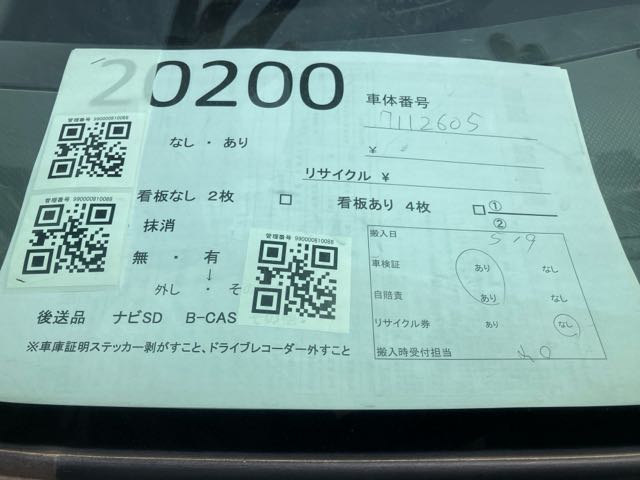 20200
車体番号
7112605
管理番号 990000810088
なし ・ あり
¥
リサイクル ¥
看板なし 2枚 □
看板あり 4枚 □ ①
②
管理番号 990000810088
抹消
無 ・ 有
↓
外し ・ そ
管理番号 990000810088
搬入日 5 19
車検証 あり なし
自賠責 あり なし
リサイクル券 あり なし
搬入時受付担当
後送品 ナビSD B-CAS
※車庫証明ステッカー剥がすこと、ドライブレコーダー外すこと